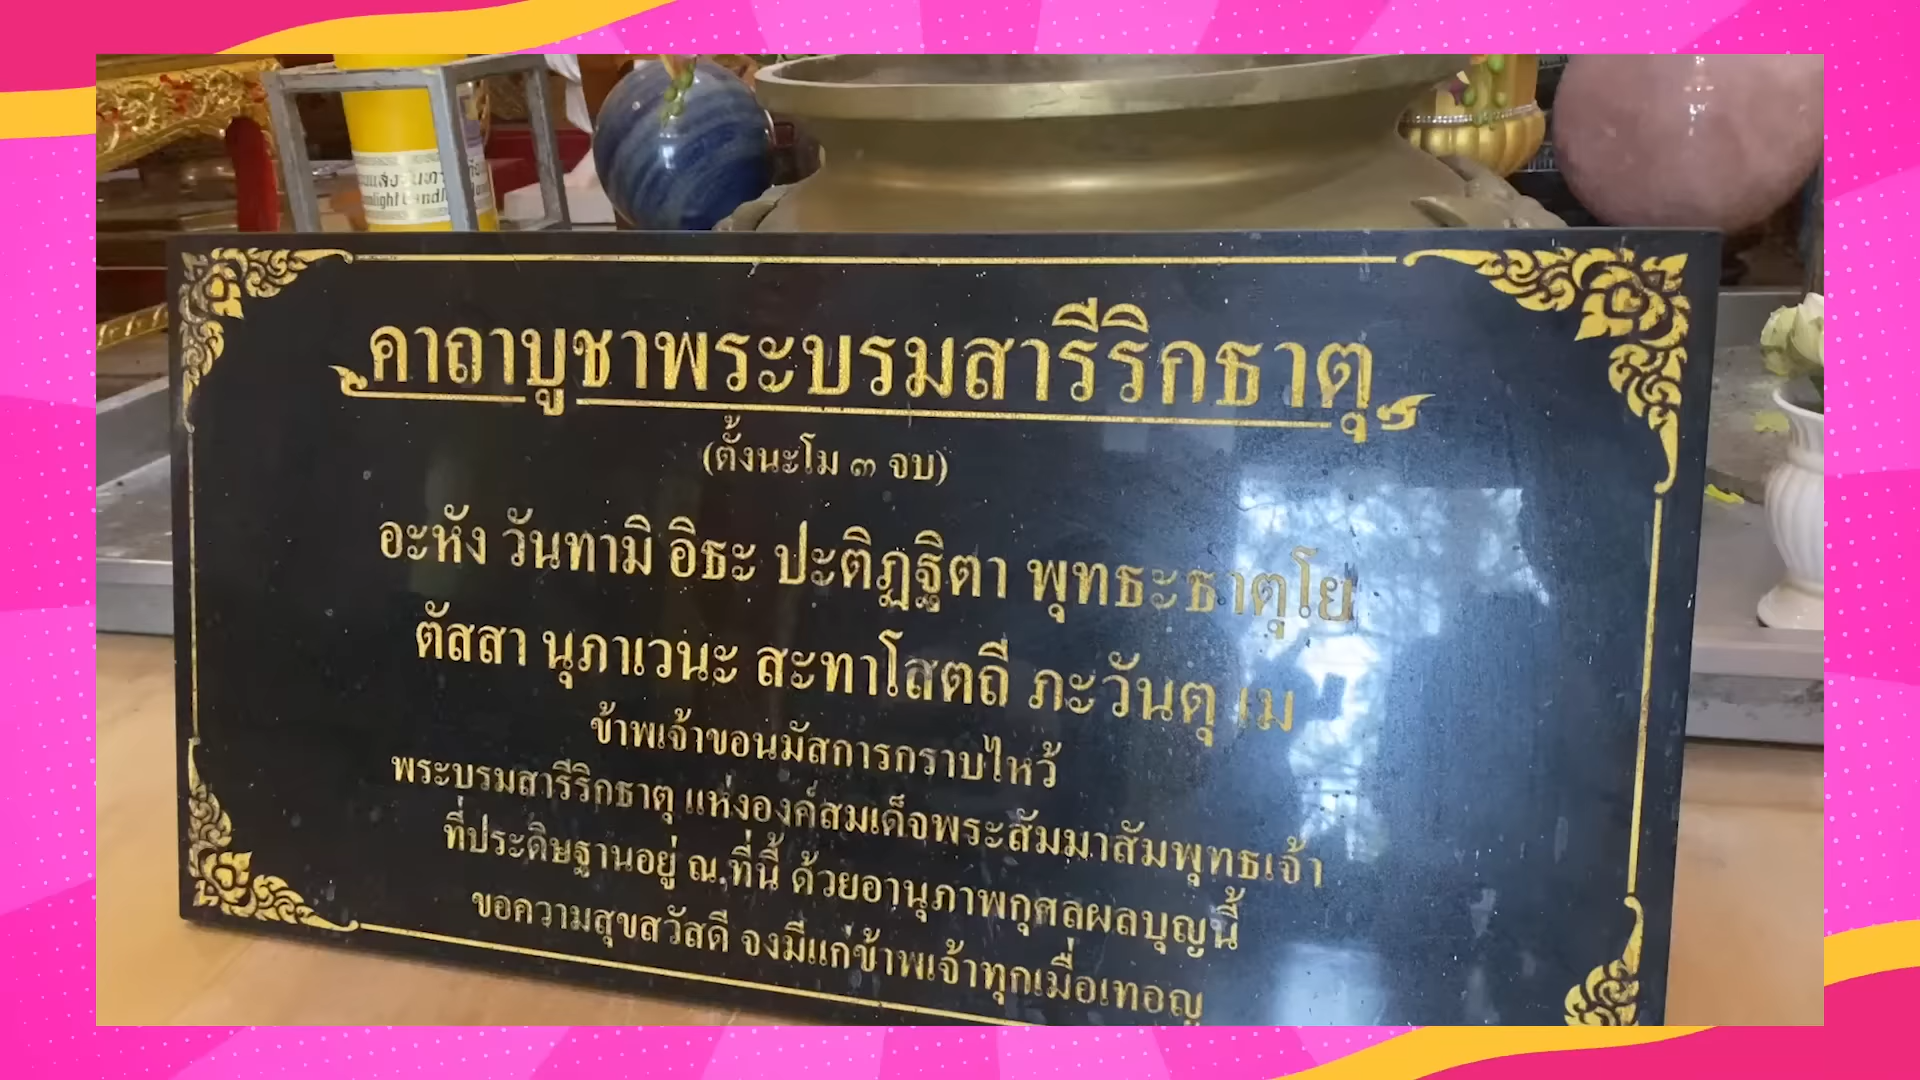 คาถาบูชาพระบรมสารีริกธาตุ
(ตั้งนะโม ๓ จบ)
อะหัง วันทามิ อิธะ ปะติฏฐิตา พุทธะธาตุโย
ตัสสา นุภาเวนะ สะทาโสตถี ภะวันตุ เม
ข้าพเจ้าขอนมัสการกราบไหว้
พระบรมสารีริกธาตุ แห่งองค์สมเด็จพระสัมมาสัมพุทธเจ้า
ที่ประดิษฐานอยู่ ณ ที่นี้ ด้วยอานุภาพกุศลผลบุญนี้
ขอความสุขสวัสดี จงมีแก่ข้าพเจ้าทุกเมื่อเทอญ